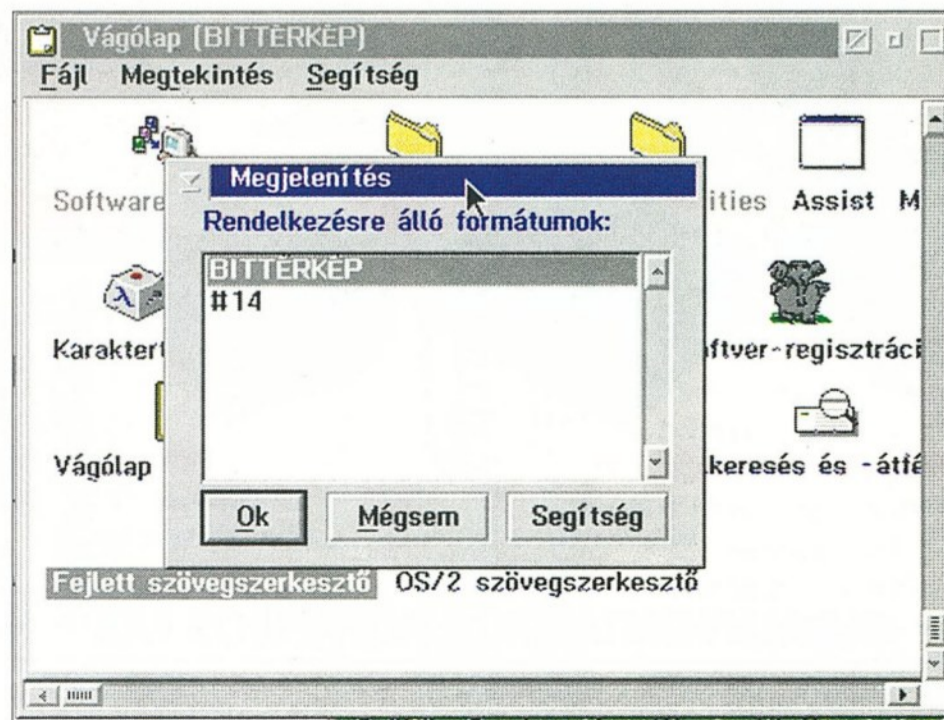 Vágólap (BITTÉRKÉP)
Fájl Megtekintés Segítség
Software ities Assist M
Megjelenítés
Rendelkezésre álló formátumok:
BITTÉRKÉP
#14
Karaktert ftver-regisztráci
Vágólap keresés és -átfé
Ok Mégsem Segítség
Fejlett szövegszerkesztő OS/2 szövegszerkesztő